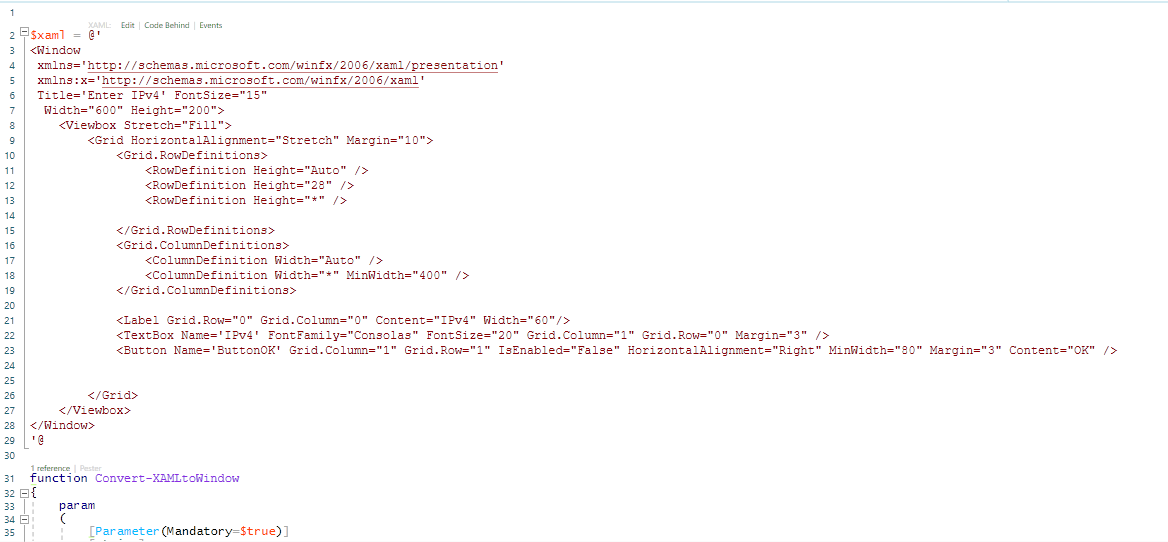 1
XAML: Edit | Code Behind | Events
2 $xaml = @'
3 <Window
4 xmlns='http://schemas.microsoft.com/winfx/2006/xaml/presentation'
5 xmlns:x='http://schemas.microsoft.com/winfx/2006/xaml'
6 Title='Enter IPv4' FontSize="15"
7 Width="600" Height="200">
8 <Viewbox Stretch="Fill">
9 <Grid HorizontalAlignment="Stretch" Margin="10">
10 <Grid.RowDefinitions>
11 <RowDefinition Height="Auto" />
12 <RowDefinition Height="28" />
13 <RowDefinition Height="*" />
14
15 </Grid.RowDefinitions>
16 <Grid.ColumnDefinitions>
17 <ColumnDefinition Width="Auto" />
18 <ColumnDefinition Width="*" MinWidth="400" />
19 </Grid.ColumnDefinitions>
20
21 <Label Grid.Row="0" Grid.Column="0" Content="IPv4" Width="60"/>
22 <TextBox Name='IPv4' FontFamily="Consolas" FontSize="20" Grid.Column="1" Grid.Row="0" Margin="3" />
23 <Button Name='ButtonOK' Grid.Column="1" Grid.Row="1" IsEnabled="False" HorizontalAlignment="Right" MinWidth="80" Margin="3" Content="OK" />
24
25
26 </Grid>
27 </Viewbox>
28 </Window>
29 '@
30
1 reference | Pester
31 function Convert-XAMLtoWindow
32 {
33 param
34 (
35 [Parameter(Mandatory=$true)]